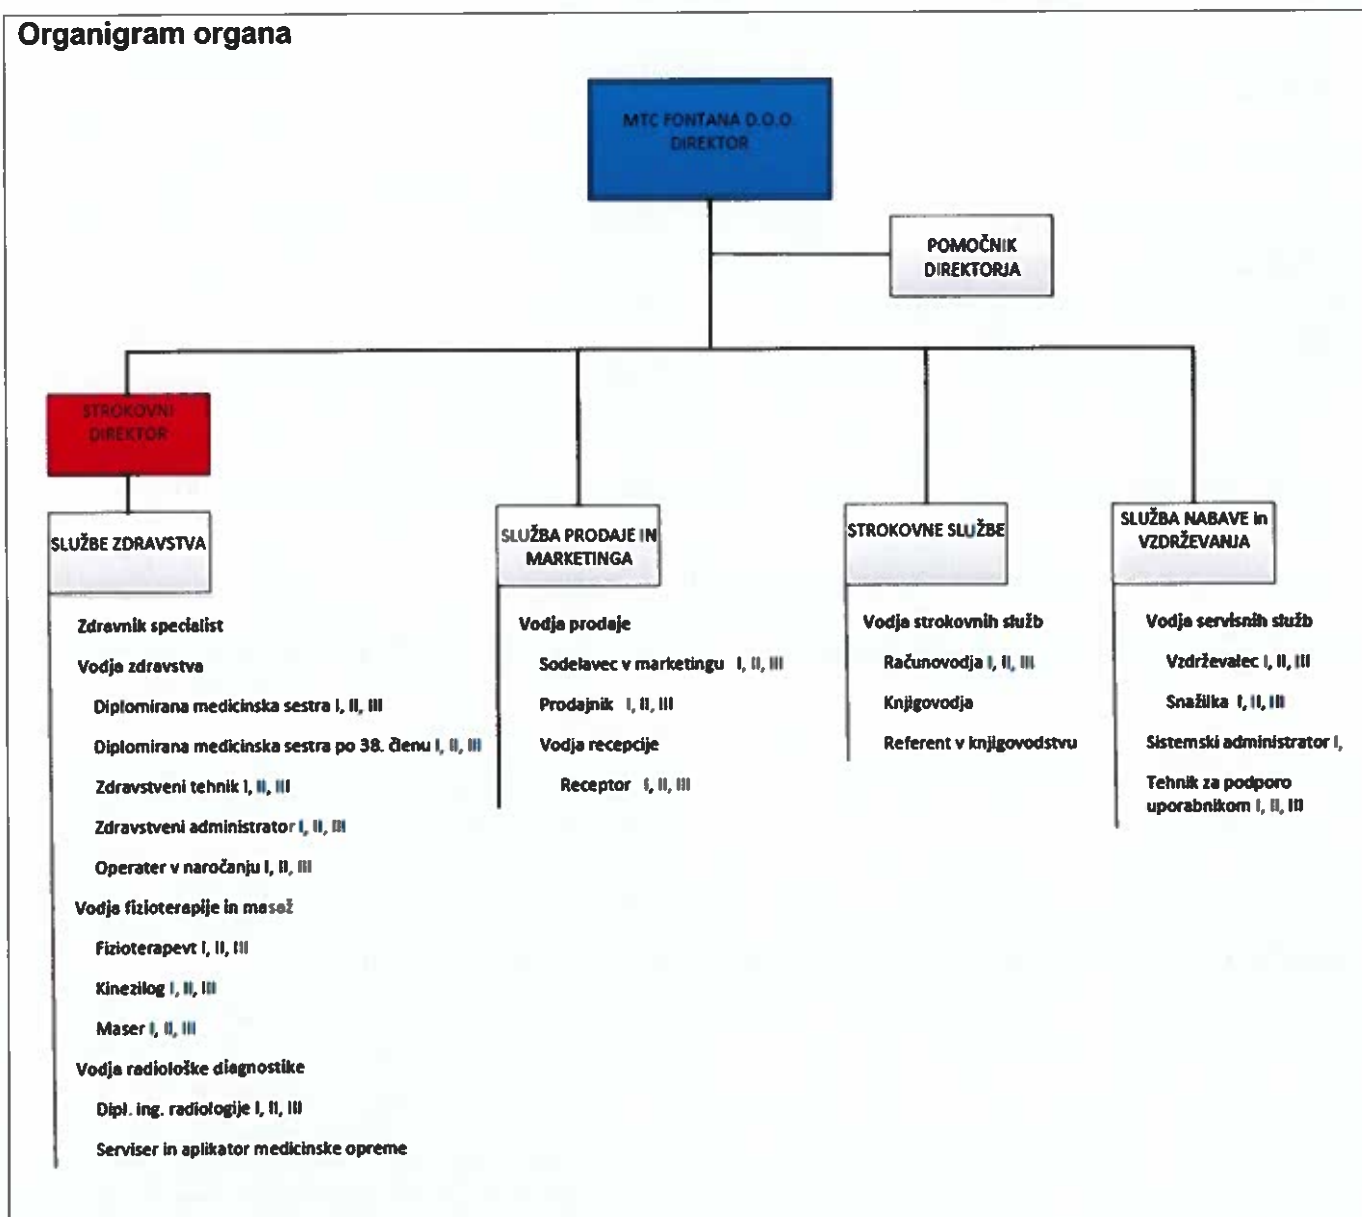 Organigram organa
MTC FONTANA D.O.O.
DIREKTOR
POMOČNIK
DIREKTORJA
STROKOVNI
DIREKTOR
SLUŽBE ZDRAVSTVA
Zdravnik specialist
Vodja zdravstva
Diplomirana medicinska sestra I, II, III
Diplomirana medicinska sestra po 38. členu I, II, III
Zdravstveni tehnik I, II, III
Zdravstveni administrator I, II, III
Operater v naročanju I, II, III
Vodja fizioterapije in masaž
Fizioterapevt I, II, III
Kinezilog I, II, III
Maser I, II, III
Vodja radiološke diagnostike
Dipl. ing. radiologije I, II, III
Serviser in aplikator medicinske opreme
SLUŽBA PRODAJE IN
MARKETINGA
Vodja prodaje
Sodelavec v marketingu I, II, III
Prodajnik I, II, III
Vodja recepcije
Receptor I, II, III
STROKOVNE SLUŽBE
Vodja strokovnih služb
Računovodja I, II, III
Knjigovodja
Referent v knjigovodstvu
SLUŽBA NABAVE in
VZDRŽEVANJA
Vodja servisnih služb
Vzdrževalec I, II, III
Snažilka I, II, III
Sistemski administrator I,
Tehnik za podporo
uporabnikom I, II, III